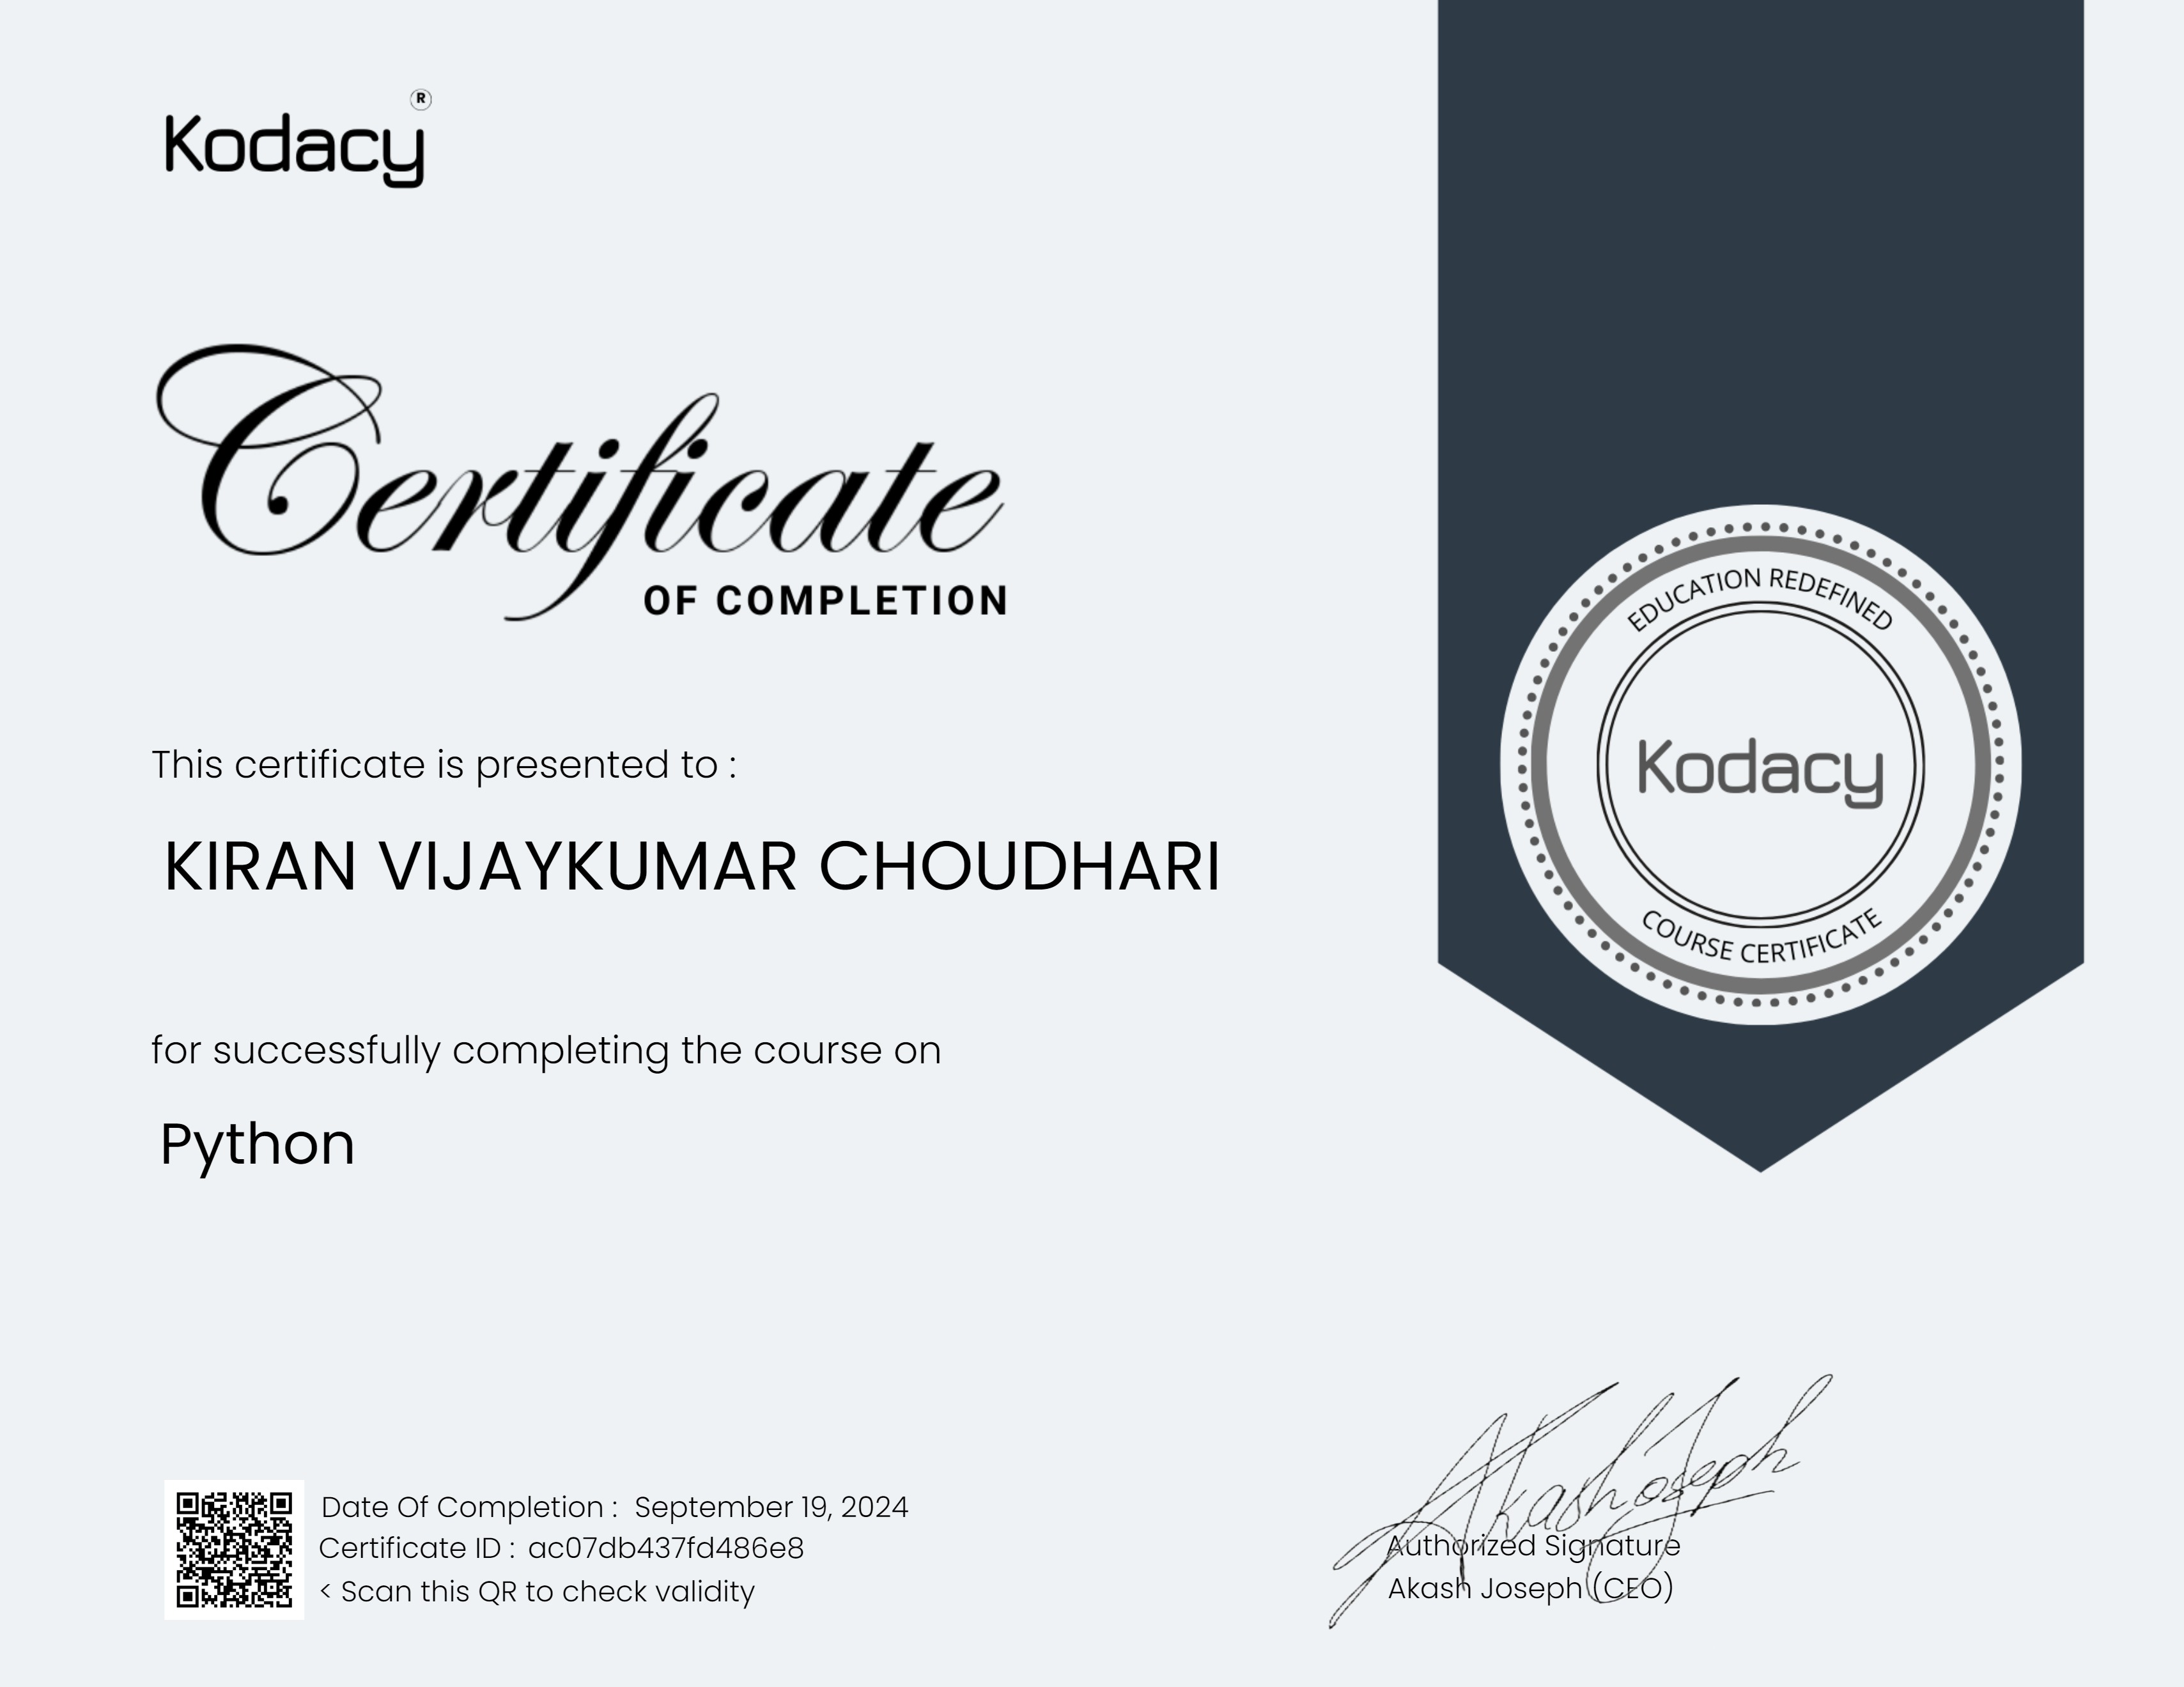 Kodacy®
Certificate
OF COMPLETION
This certificate is presented to :
KIRAN VIJAYKUMAR CHOUDHARI
for successfully completing the course on
Python
EDUCATION REDEFINED
Kodacy
COURSE CERTIFICATE
Date Of Completion : September 19, 2024
Certificate ID : ac07db437fd486e8
< Scan this QR to check validity
Akash Joseph
Authorized Signature
Akash Joseph (CEO)